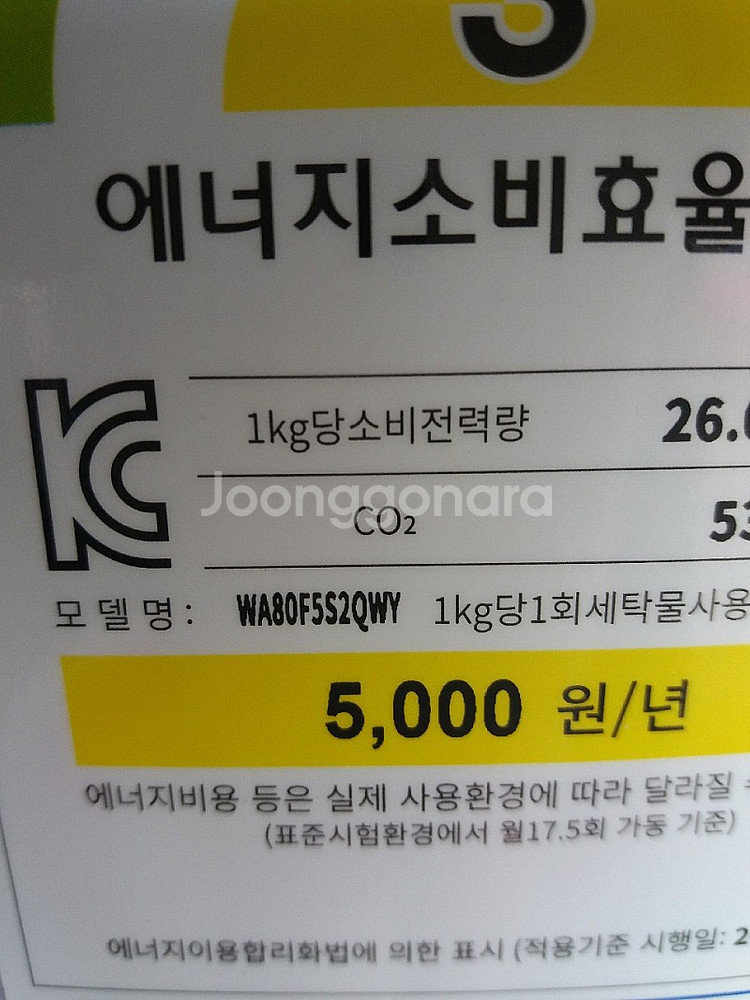 3
에너지소비효율
1kg당소비전력량 26.
Joonggonara
CO₂ 53
모델명: WA80F5S2QWY 1kg당1회세탁물사용
5,000 원/년
에너지비용 등은 실제 사용환경에 따라 달라질
(표준시험환경에서 월17.5회 가동 기준)
에너지이용합리화법에 의한 표시 (적용기준 시행일: 2